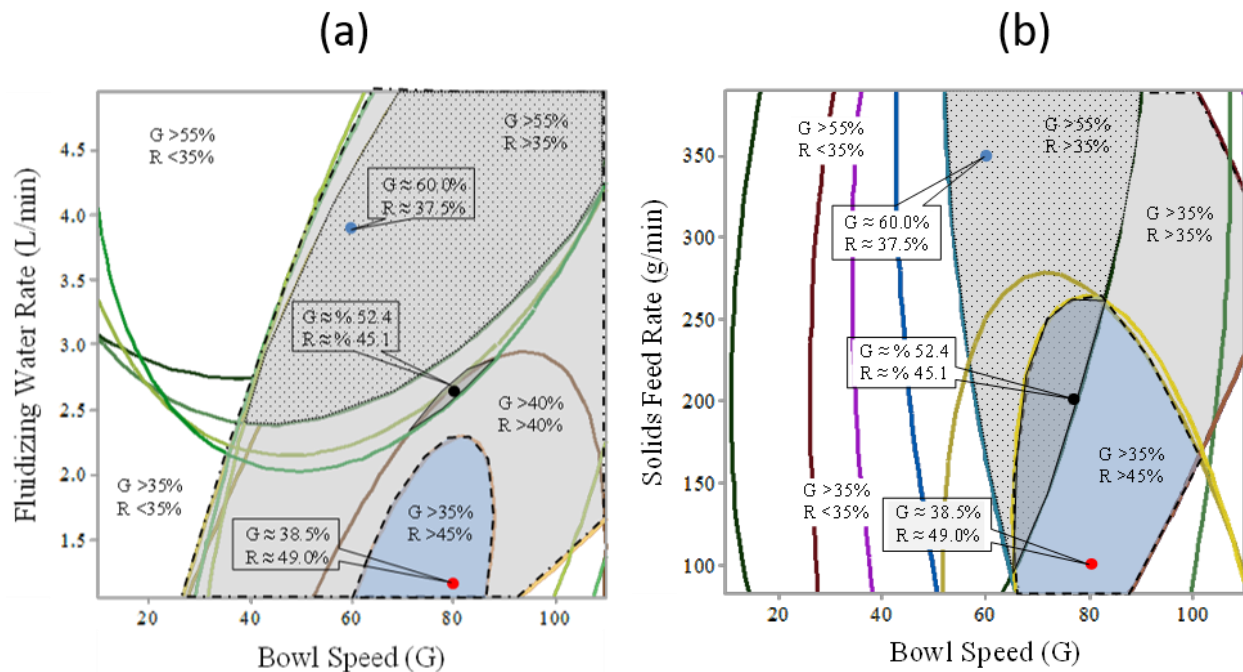 (a)
Fluidizing Water Rate (L/min)
4.5
4.0
3.5
3.0
2.5
2.0
1.5
G >55%
R <35%
G >55%
R >35%
G ≈ 60.0%
R ≈ 37.5%
G ≈ % 52.4
R ≈ % 45.1
G >40%
R >40%
G >35%
R <35%
G >35%
R >45%
G ≈ 38.5%
R ≈ 49.0%
20 40 60 80 100
Bowl Speed (G)
(b)
Solids Feed Rate (g/min)
350
300
250
200
150
100
G >55%
R <35%
G >55%
R >35%
G ≈ 60.0%
R ≈ 37.5%
G >35%
R >35%
G ≈ % 52.4
R ≈ % 45.1
G >35%
R >45%
G >35%
R <35%
G ≈ 38.5%
R ≈ 49.0%
20 40 60 80 100
Bowl Speed (G)